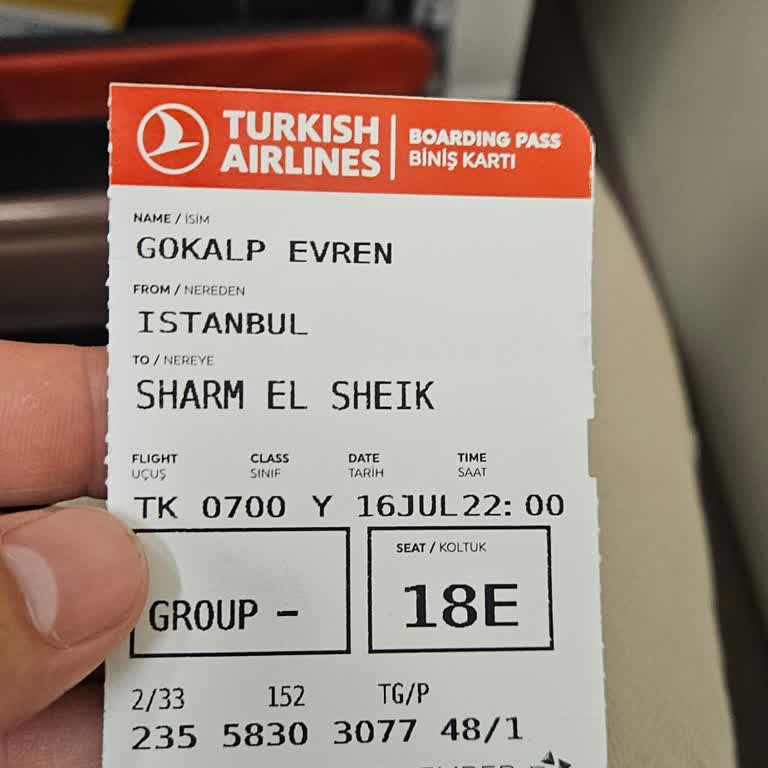 TURKISH AIRLINES
BOARDING PASS
BİNİŞ KARTI
NAME / İSİM
GOKALP EVREN
FROM / NEREDEN
ISTANBUL
TO / NEREYE
SHARM EL SHEIK
FLIGHT CLASS DATE TIME
UÇUŞ SINIF TARİH SAAT
TK 0700 Y 16JUL22:00
SEAT / KOLTUK
GROUP - 18E
2/33 152 TG/P
235 5830 3077 48/1